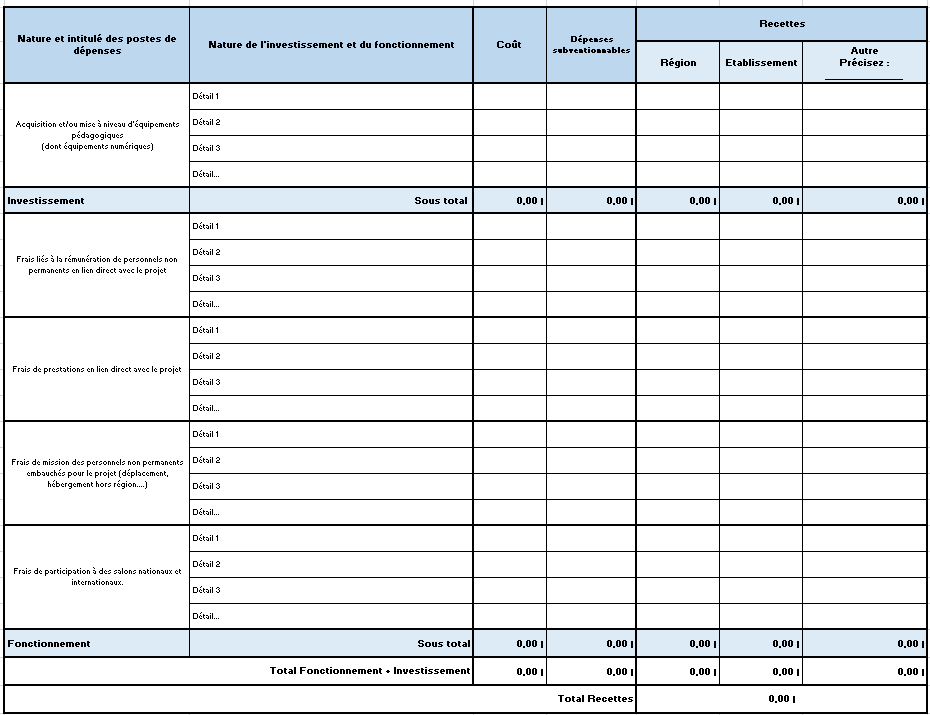 Recettes
Nature et intitulé des postes de
dépenses
Nature de l'investissement et du fonctionnement
Coût
Dépenses
subventionnables
Région
Etablissement
Autre
Précisez :
Acquisition et/ou mise à niveau d'équipements
pédagogiques
(dont équipements numériques)
Détail 1
Détail 2
Détail 3
Détail...
Investissement Sous total 0,00 0,00 0,00 0,00 0,00
Frais liés à la rémunération de personnels non
permanents en lien direct avec le projet
Détail 1
Détail 2
Détail 3
Détail...
Frais de prestations en lien direct avec le projet
Détail 1
Détail 2
Détail 3
Détail...
Frais de mission des personnels non permanents
embauchés pour le projet (déplacement,
hébergement hors région....)
Détail 1
Détail 2
Détail 3
Détail...
Frais de participation à des salons nationaux et
internationaux.
Détail 1
Détail 2
Détail 3
Détail...
Fonctionnement Sous total 0,00 0,00 0,00 0,00 0,00
Total Fonctionnement + Investissement 0,00 0,00 0,00 0,00 0,00
Total Recettes 0,00